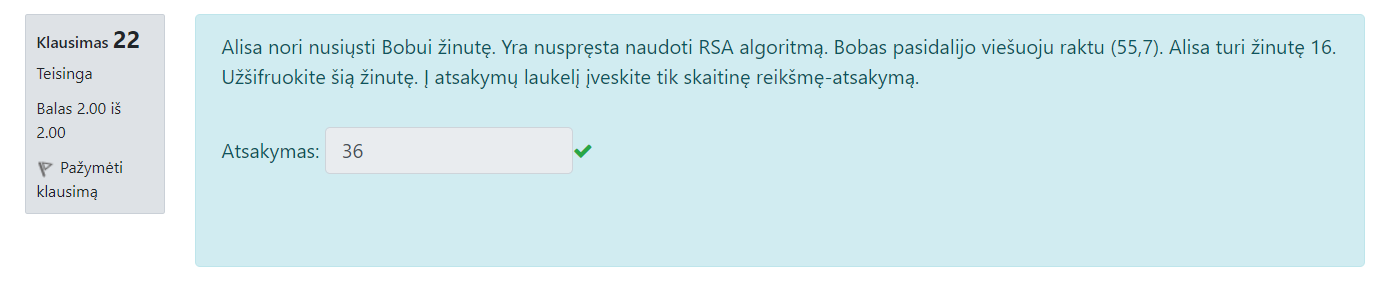 Klausimas 22
Teisinga
Balas 2.00 iš
2.00
Pažymėti
klausimą
Alisa nori nusiųsti Bobui žinutę. Yra nuspręsta naudoti RSA algoritmą. Bobas pasidalijo viešuoju raktu (55,7). Alisa turi žinutę 16.
Užšifruokite šią žinutę. Į atsakymų laukelį įveskite tik skaitinę reikšmę-atsakymą.
Atsakymas: 36